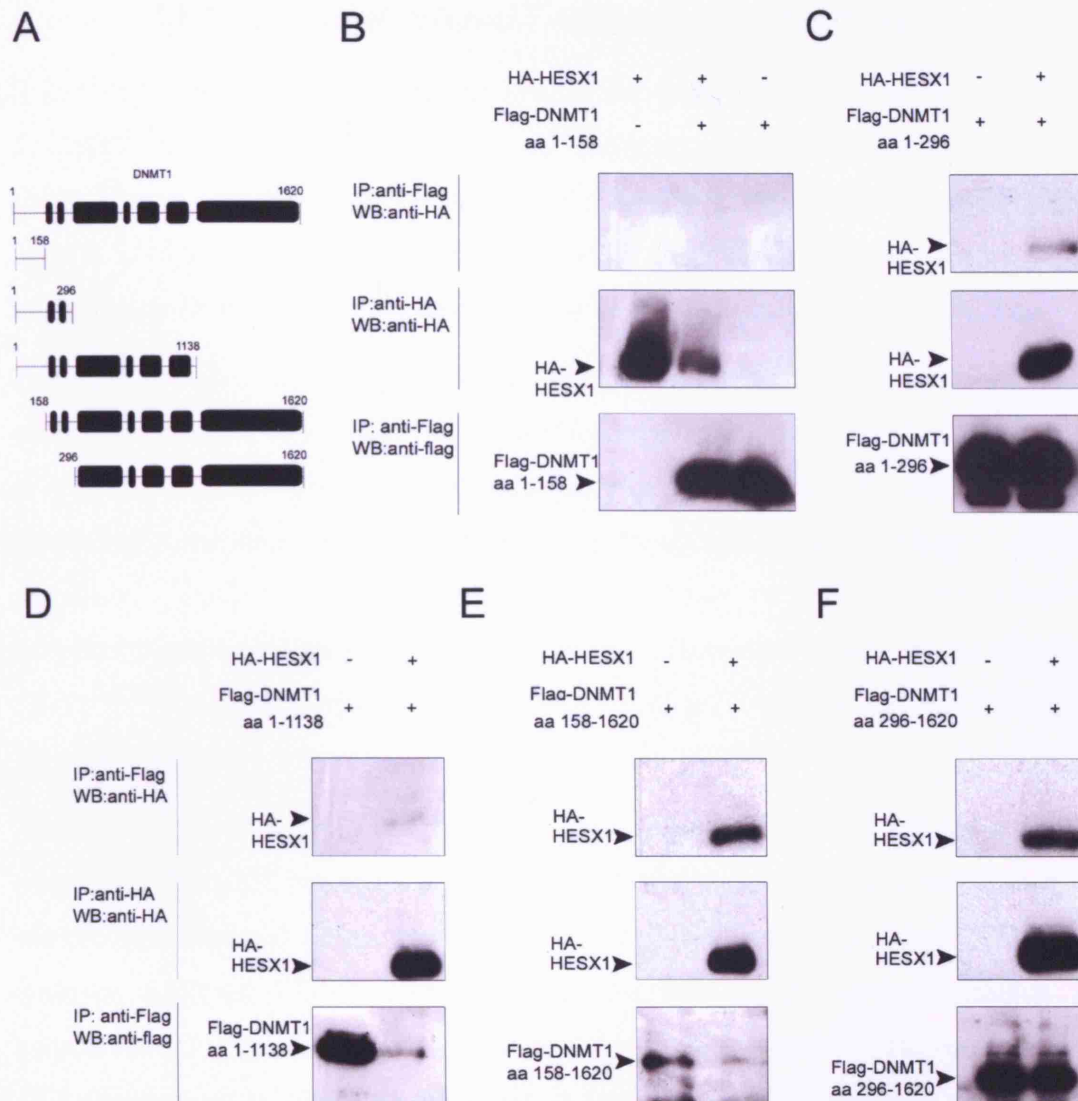 A
DNMT1
1 1620
1 158
1 296
1 1138
158 1620
296 1620
B
HA-HESX1 + + -
Flag-DNMT1 - + +
aa 1-158
IP:anti-Flag
WB:anti-HA
IP:anti-HA
WB:anti-HA
HA-
HESX1
IP: anti-Flag
WB:anti-flag
Flag-DNMT1
aa 1-158
C
HA-HESX1 - +
Flag-DNMT1 + +
aa 1-296
HA-
HESX1
HA-
HESX1
Flag-DNMT1
aa 1-296
D
HA-HESX1 - +
Flag-DNMT1 + +
aa 1-1138
IP:anti-Flag
WB:anti-HA
HA-
HESX1
IP:anti-HA
WB:anti-HA
HA-
HESX1
IP: anti-Flag
WB:anti-flag
Flag-DNMT1
aa 1-1138
E
HA-HESX1 - +
Flag-DNMT1 + +
aa 158-1620
HA-
HESX1
HA-
HESX1
Flag-DNMT1
aa 158-1620
F
HA-HESX1 - +
Flag-DNMT1 + +
aa 296-1620
HA-
HESX1
HA-
HESX1
Flag-DNMT1
aa 296-1620